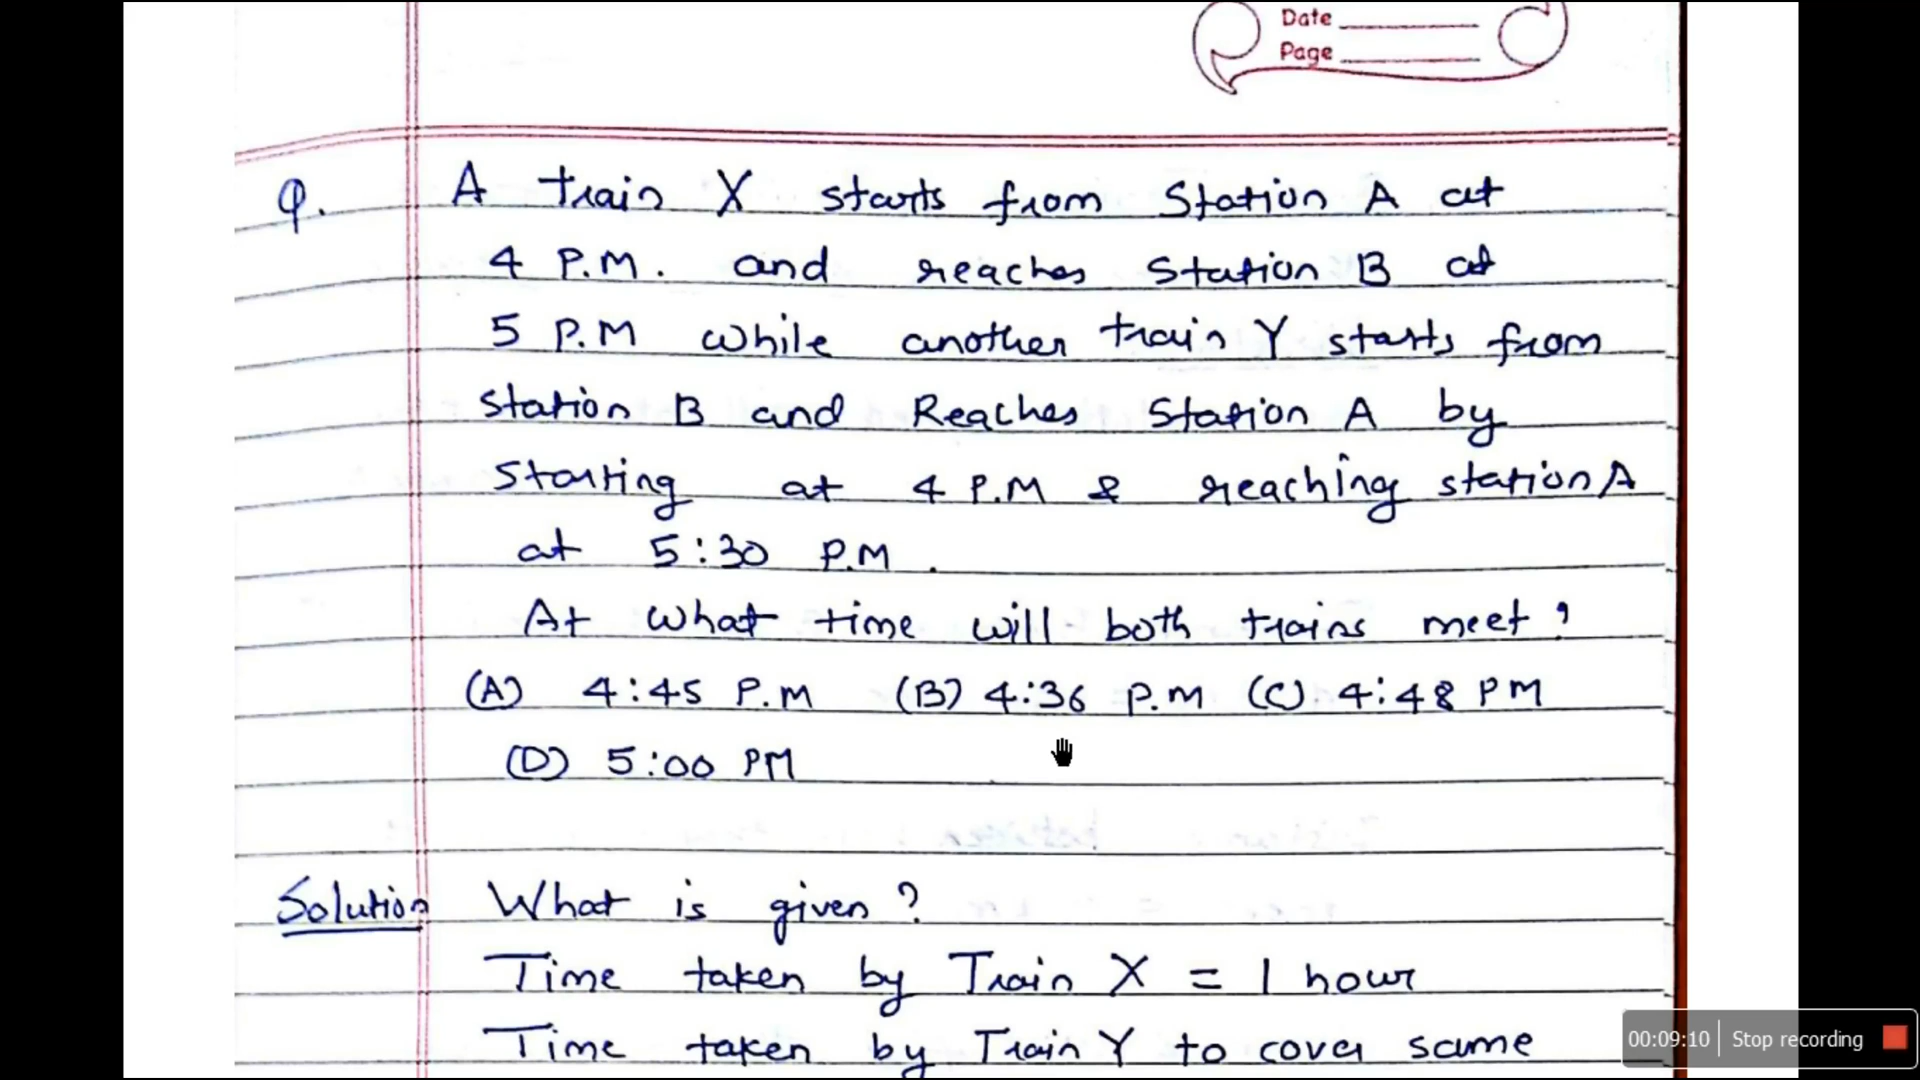 Date
Page
Q. A train X starts from Station A at
4 P.M. and reaches Station B at
5 P.M while another train Y starts from
Station B and Reaches Station A by
Starting at 4 P.M & reaching station A
at 5:30 P.M.
At what time will both trains meet?
(A) 4:45 P.M (B) 4:36 P.M (C) 4:48 PM
(D) 5:00 PM
Solution What is given?
Time taken by Train X = 1 hour
Time taken by Train Y to cover same
00:09:10 | Stop recording